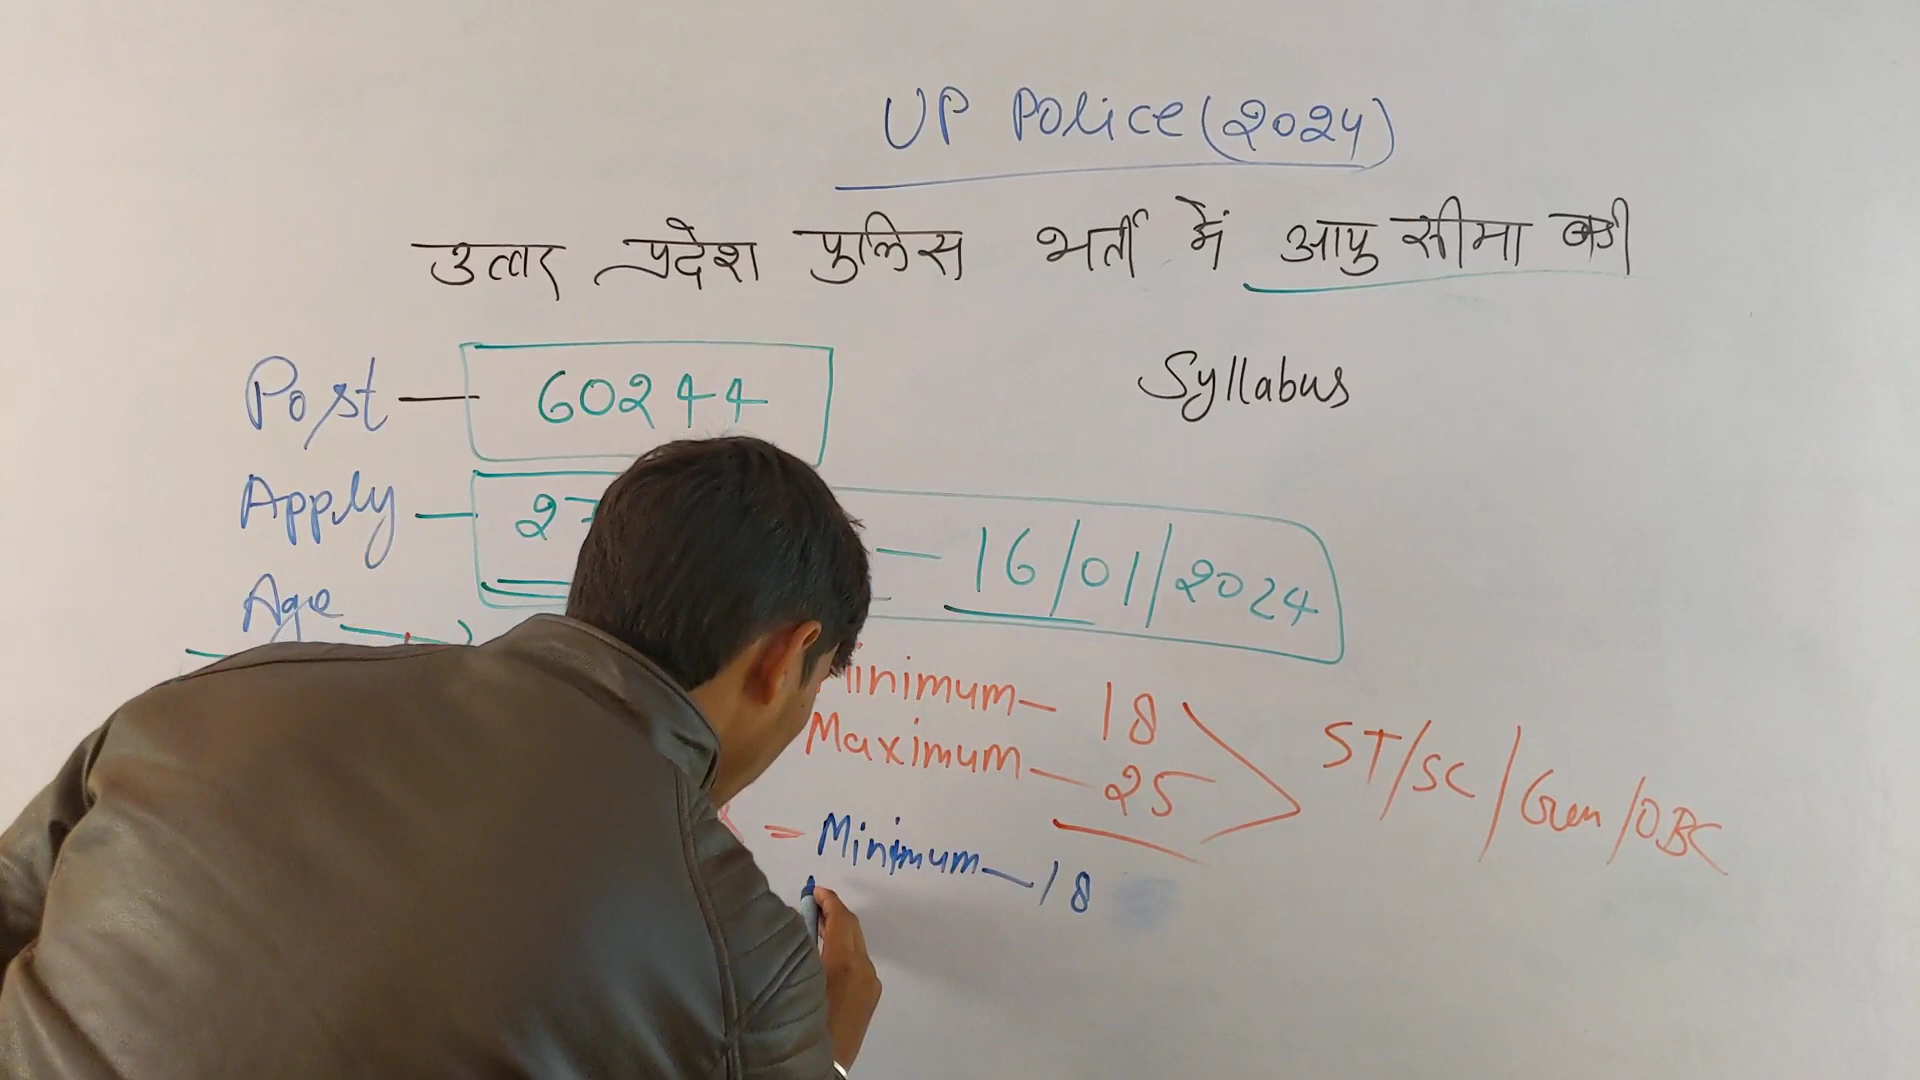 UP Police (2024)
उत्तर प्रदेश पुलिस भर्ती में आयु सीमा बढी
Post — 60244
Syllabus
Apply — 27 — 16/01/2024
Age
Minimum — 18
Maximum — 25
ST/SC/Gen/OBC
= Minimum — 18